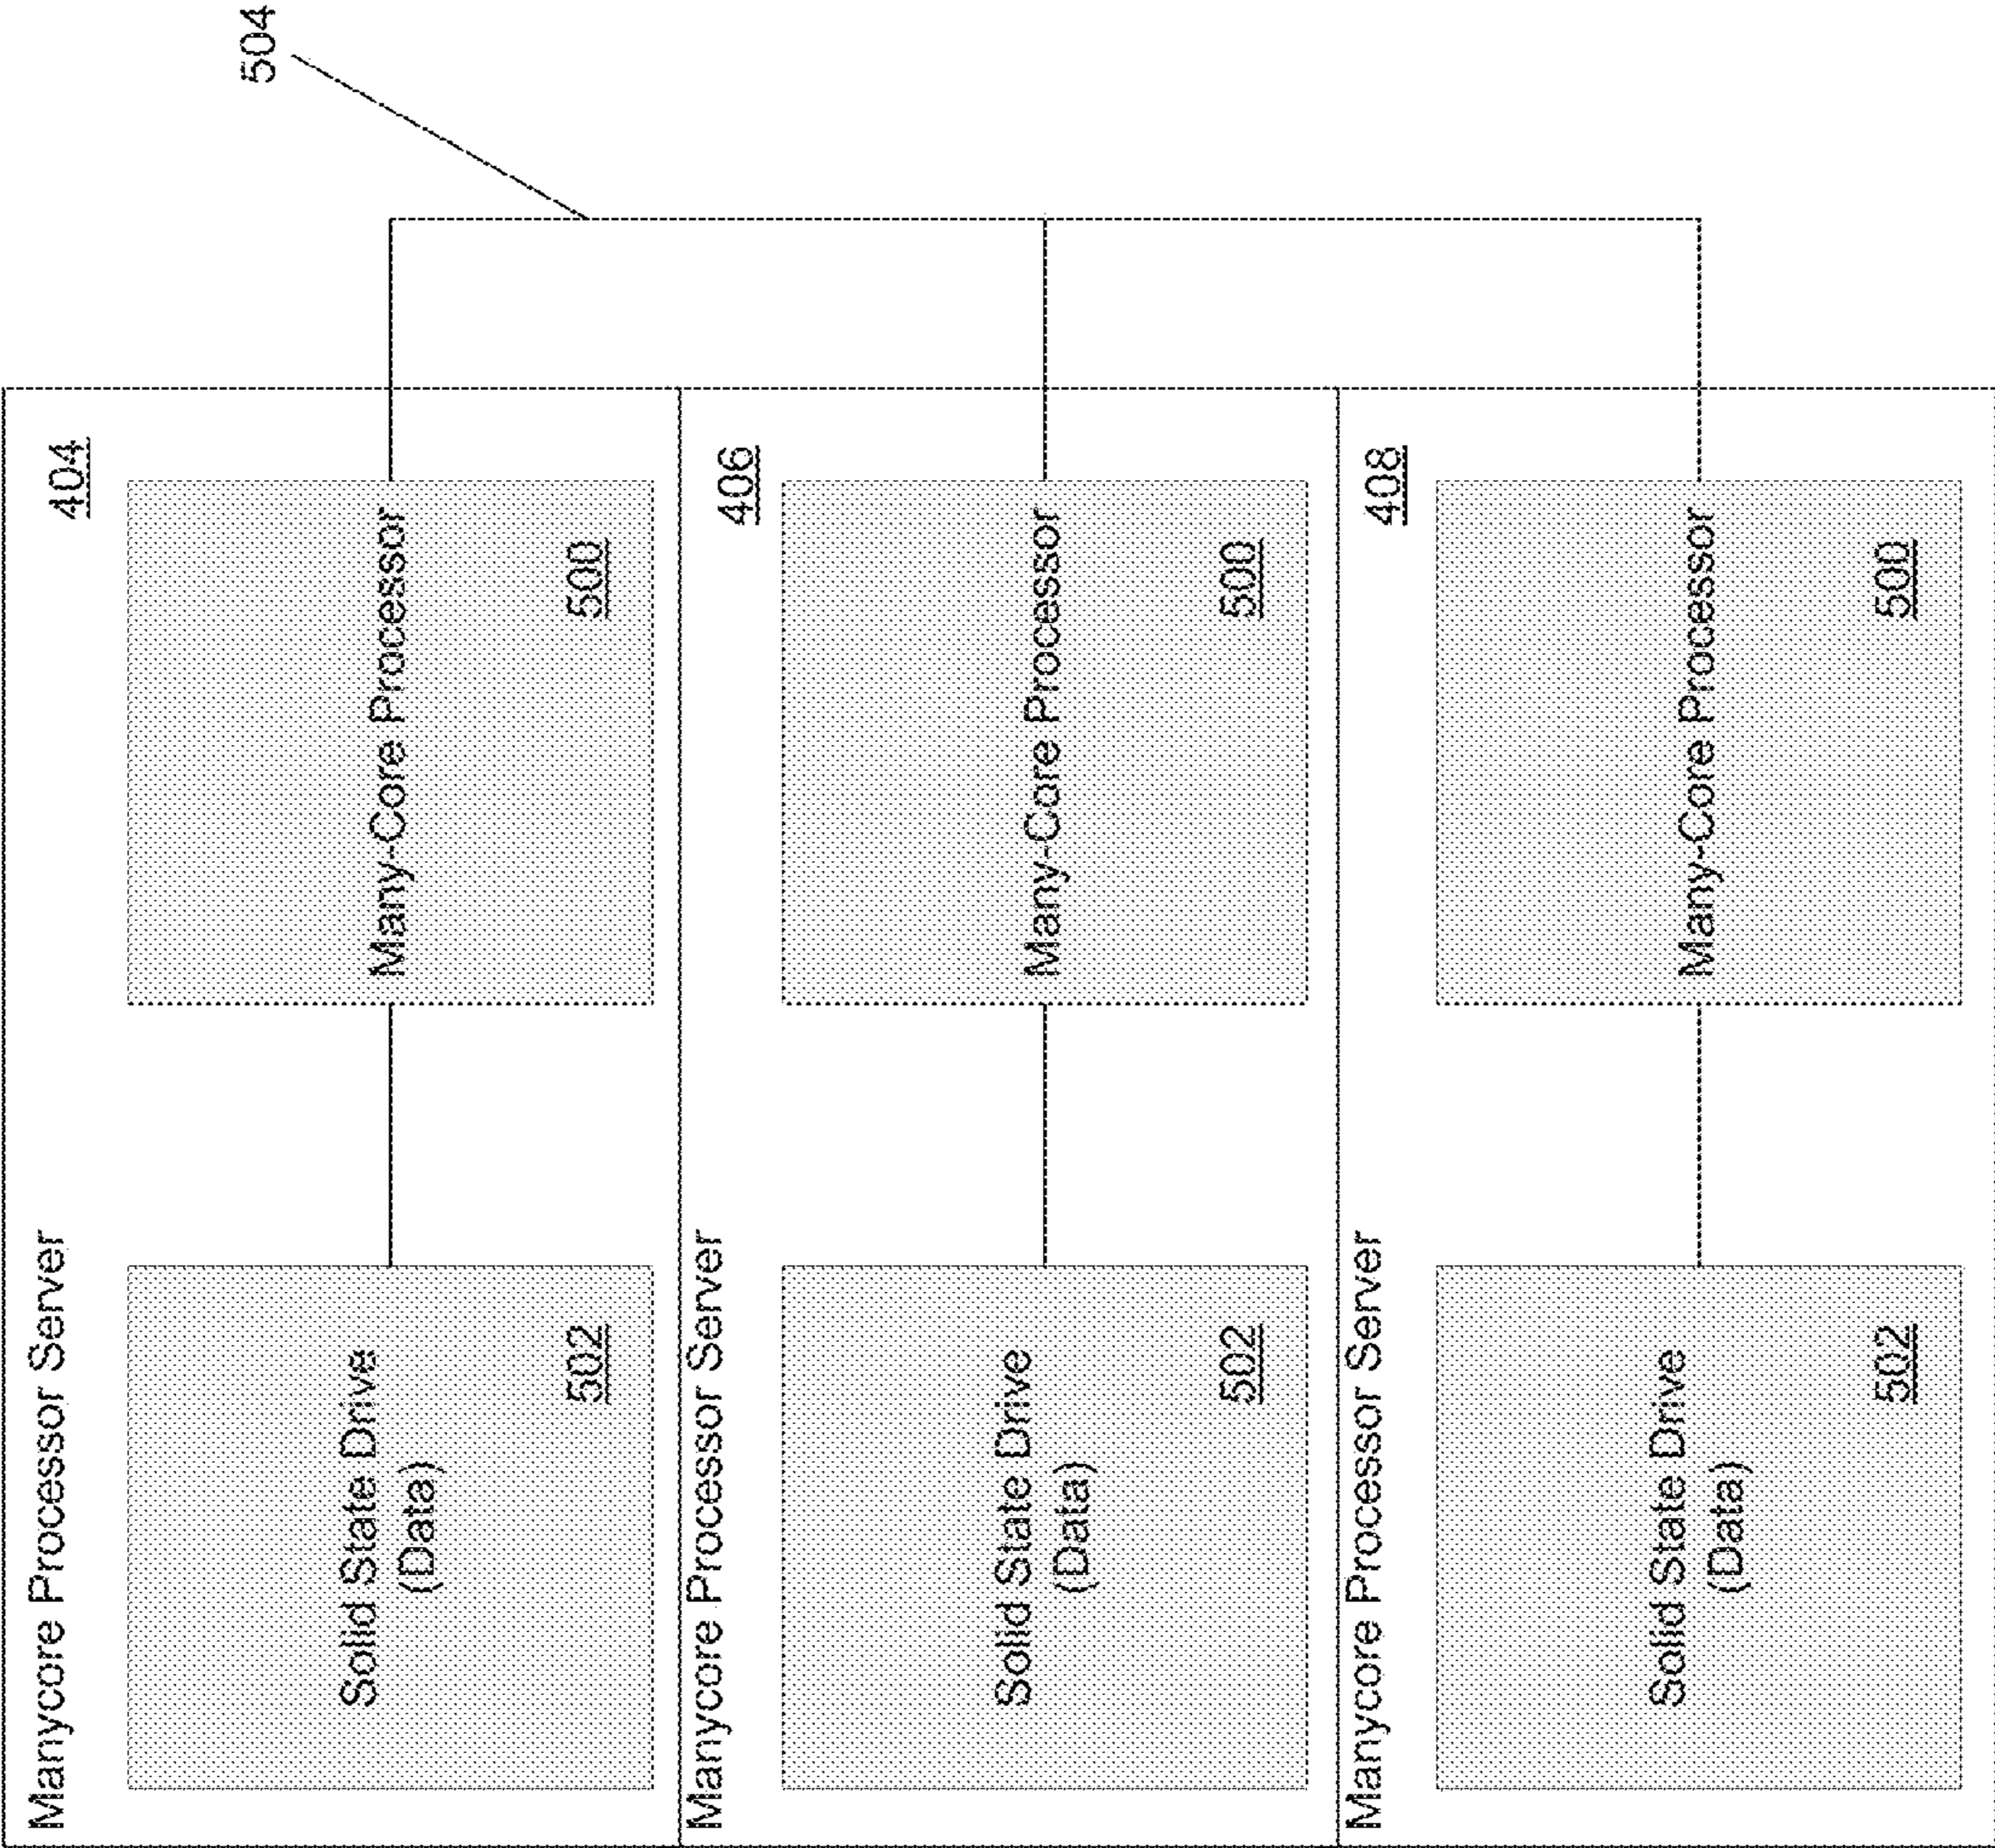 504
Manycore Processor Server
404
Solid State Drive
(Data)
502
Many-Core Processor
500
Manycore Processor Server
406
Solid State Drive
(Data)
502
Many-Core Processor
500
Manycore Processor Server
408
Solid State Drive
(Data)
502
Many-Core Processor
500